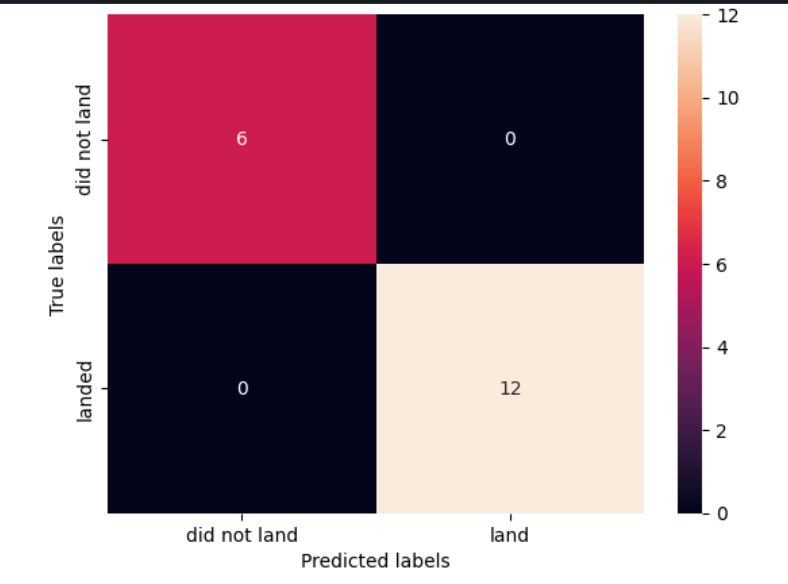 did not land
landed
True labels
6
0
0
12
did not land
land
Predicted labels
12
10
8
6
4
2
0